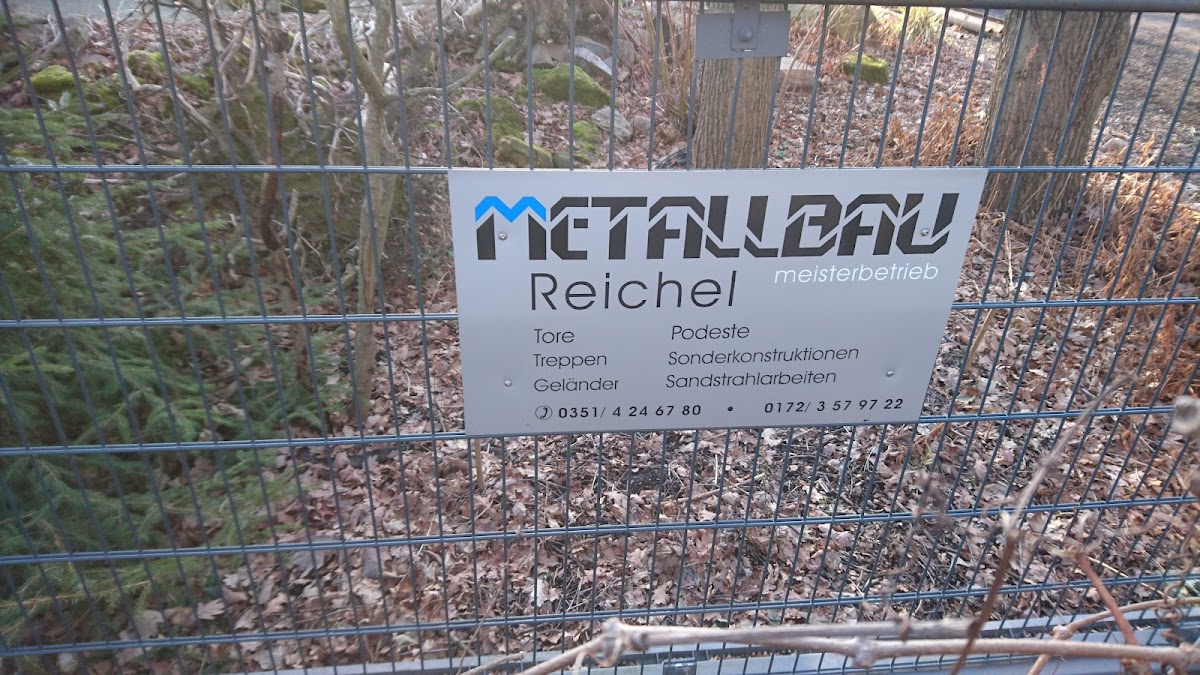 METALLBAU
meisterbetrieb
Reichel
Tore Podeste
Treppen Sonderkonstruktionen
Geländer Sandstrahlarbeiten
✆ 0351/ 4 24 67 80 • 0172/ 3 57 97 22